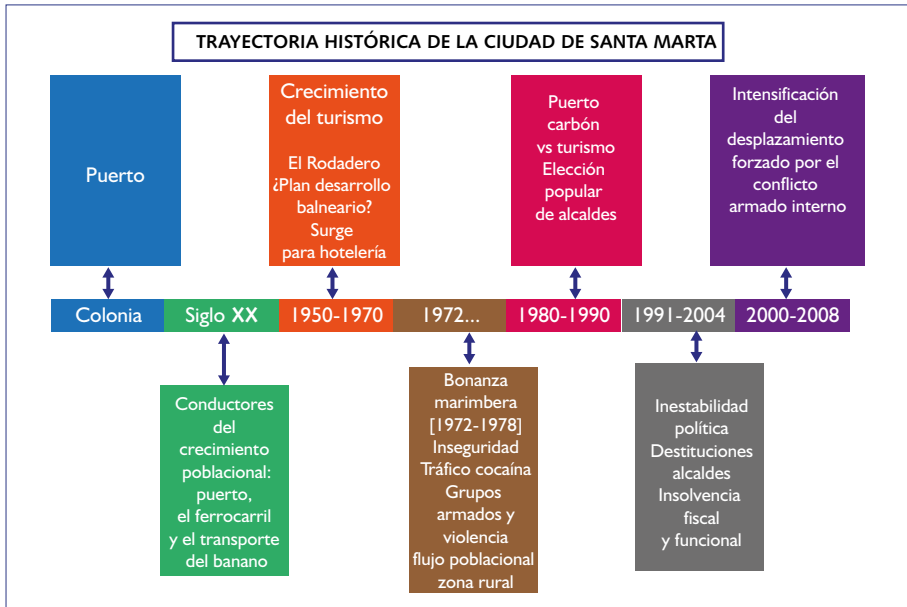 TRAYECTORIA HISTÓRICA DE LA CIUDAD DE SANTA MARTA
Puerto
Crecimiento
del turismo
El Rodadero
¿Plan desarrollo
balneario?
Surge
para hotelería
Puerto
carbón
vs turismo
Elección
popular
de alcaldes
Intensificación
del
desplazamiento
forzado por el
conflicto
armado interno
Colonia
Siglo XX
1950-1970
1972...
1980-1990
1991-2004
2000-2008
Conductores
del
crecimiento
poblacional:
puerto,
el ferrocarril
y el transporte
del banano
Bonanza
marimbera
[1972-1978]
Inseguridad
Tráfico cocaína
Grupos
armados y
violencia
flujo poblacional
zona rural
Inestabilidad
política
Destituciones
alcaldes
Insolvencia
fiscal
y funcional